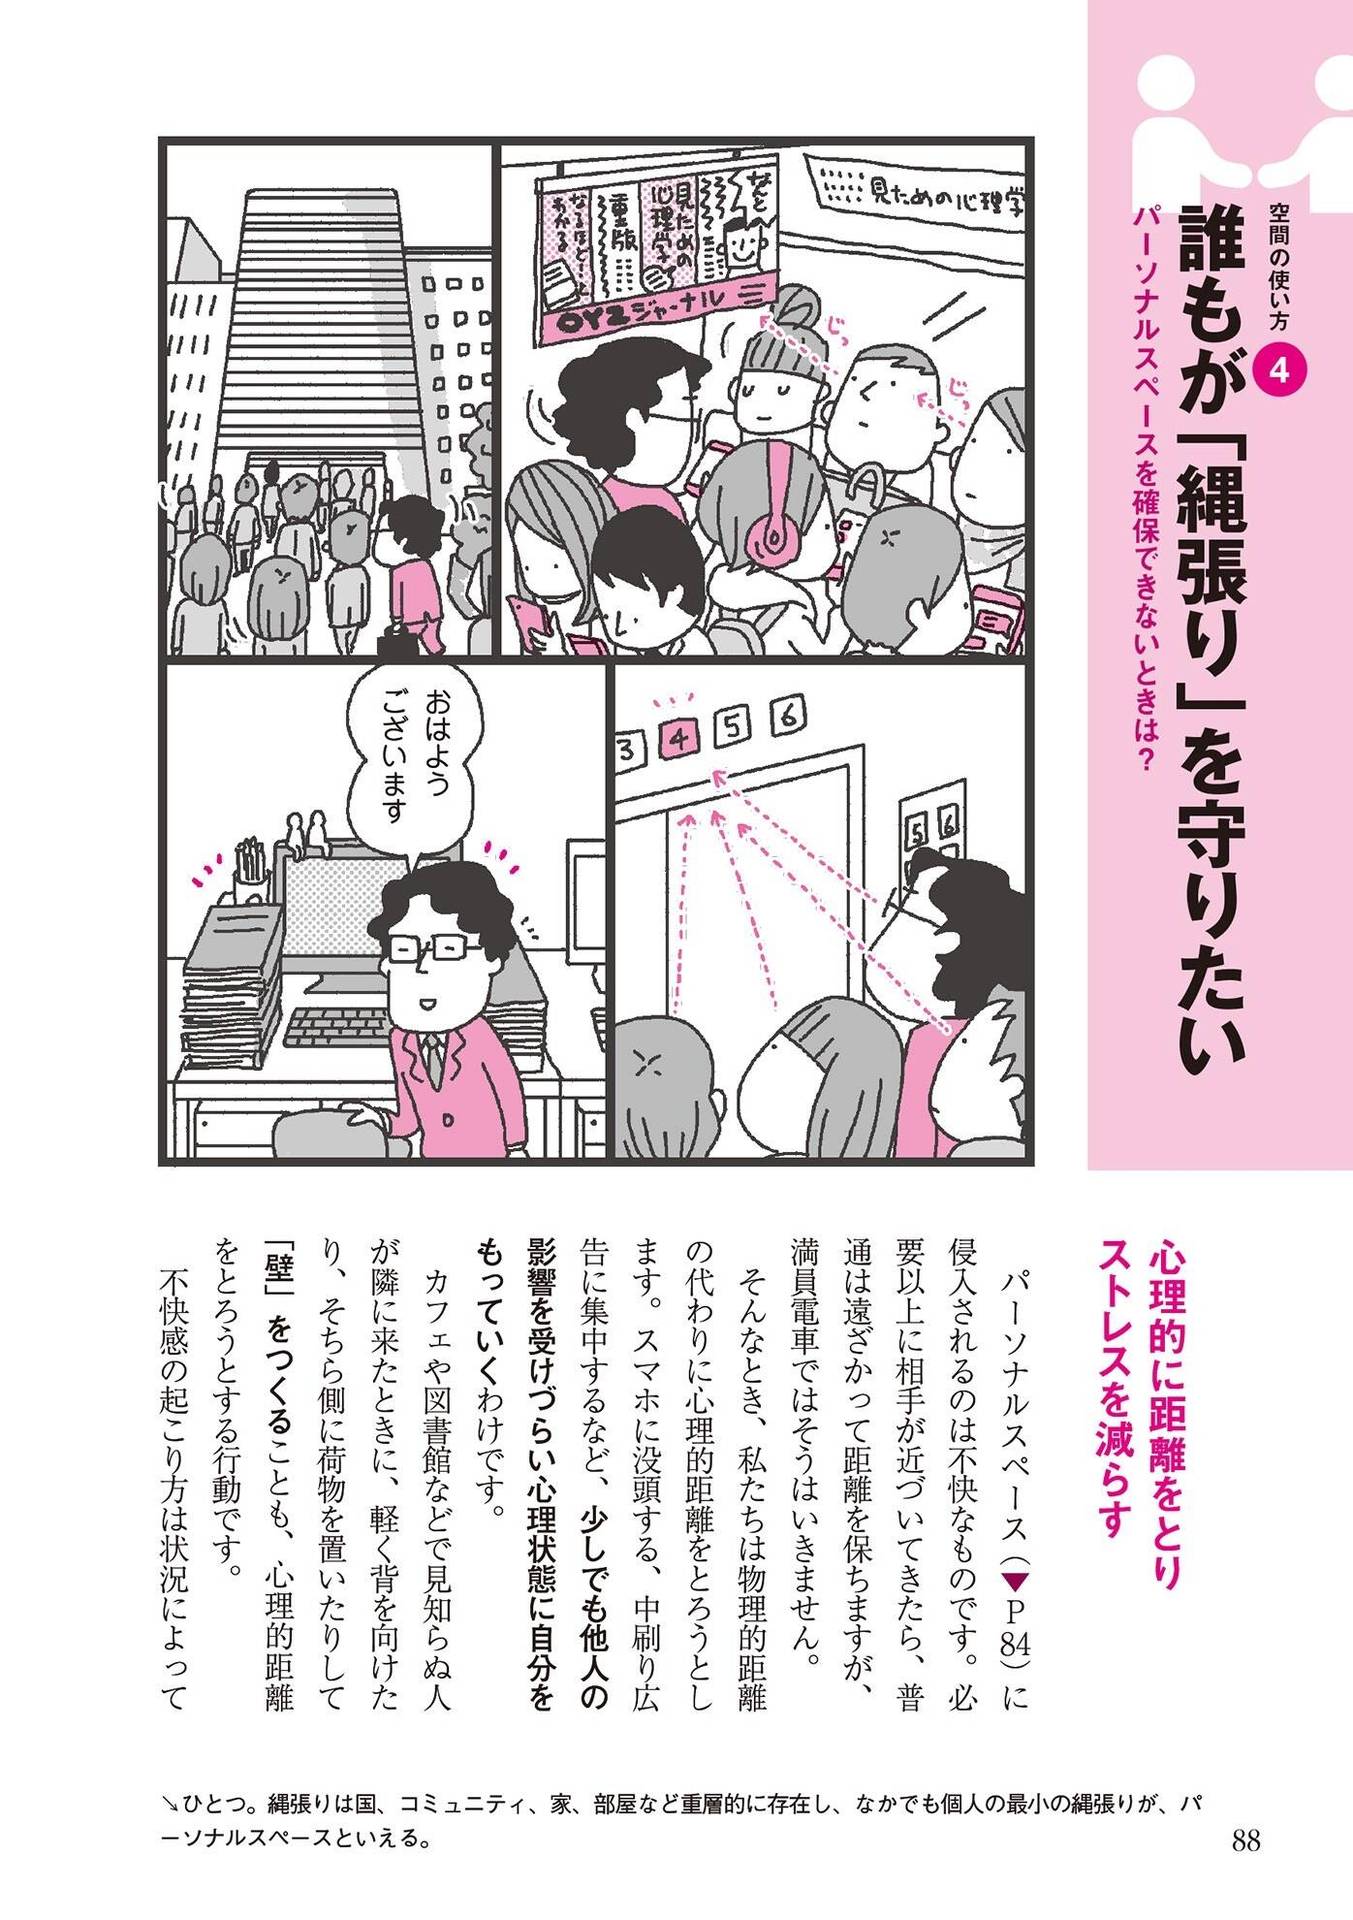 空間の使い方 4
誰もが「縄張り」を守りたい
パーソナルスペースを確保できないときは?
見ための心理学
なんと
見ための
心理学
重版
なるほど〜と
わかる
OYZジャーナル
じっ
じっ
3 4 5 6
5 6
おはよう
ございます
心理的に距離をとり
ストレスを減らす
パーソナルスペース(▼P84)に
侵入されるのは不快なものです。必
要以上に相手が近づいてきたら、普
通は遠ざかって距離を保ちますが、
満員電車ではそうはいきません。
そんなとき、私たちは物理的距離
の代わりに心理的距離をとろうとし
ます。スマホに没頭する、中刷り広
告に集中するなど、少しでも他人の
影響を受けづらい心理状態に自分を
もっていくわけです。
カフェや図書館などで見知らぬ人
が隣に来たときに、軽く背を向けた
り、そちら側に荷物を置いたりして
「壁」をつくることも、心理的距離
をとろうとする行動です。
不快感の起こり方は状況によって
↘ひとつ。縄張りは国、コミュニティ、家、部屋など重層的に存在し、なかでも個人の最小の縄張りが、パ
ーソナルスペースといえる。
88